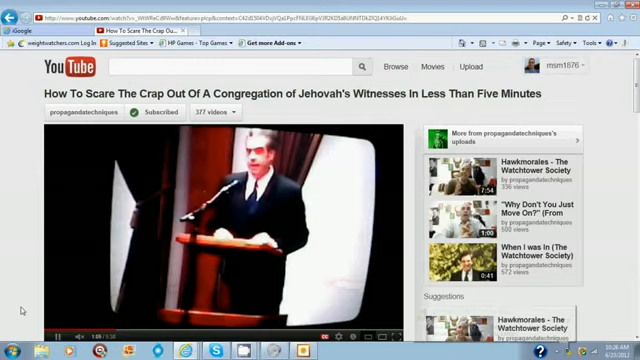 How To Scare The Crap Ou...
iGoogle
weightwatchers.com Log In
Suggested Sites
HP Games - Top Games
Get more Add-ons
Page
Safety
Tools
YouTube
Browse
Movies
Upload
msm1876
How To Scare The Crap Out Of A Congregation of Jehovah's Witnesses In Less Than Five Minutes
propagandatechniques
Subscribed
377 videos
More from propagandatechniques's
uploads
Hawkmorales - The
Watchtower Society
by propagandatechniques
336 views
7:54
"Why Don't You Just
Move On?" (From
by propagandatechniques
500 views
1:00
When I was In (The
Watchtower Society)
by propagandatechniques
572 views
0:41
Suggestions
Hawkmorales - The
Watchtower Society
by propagandatechniques
10:26 AM